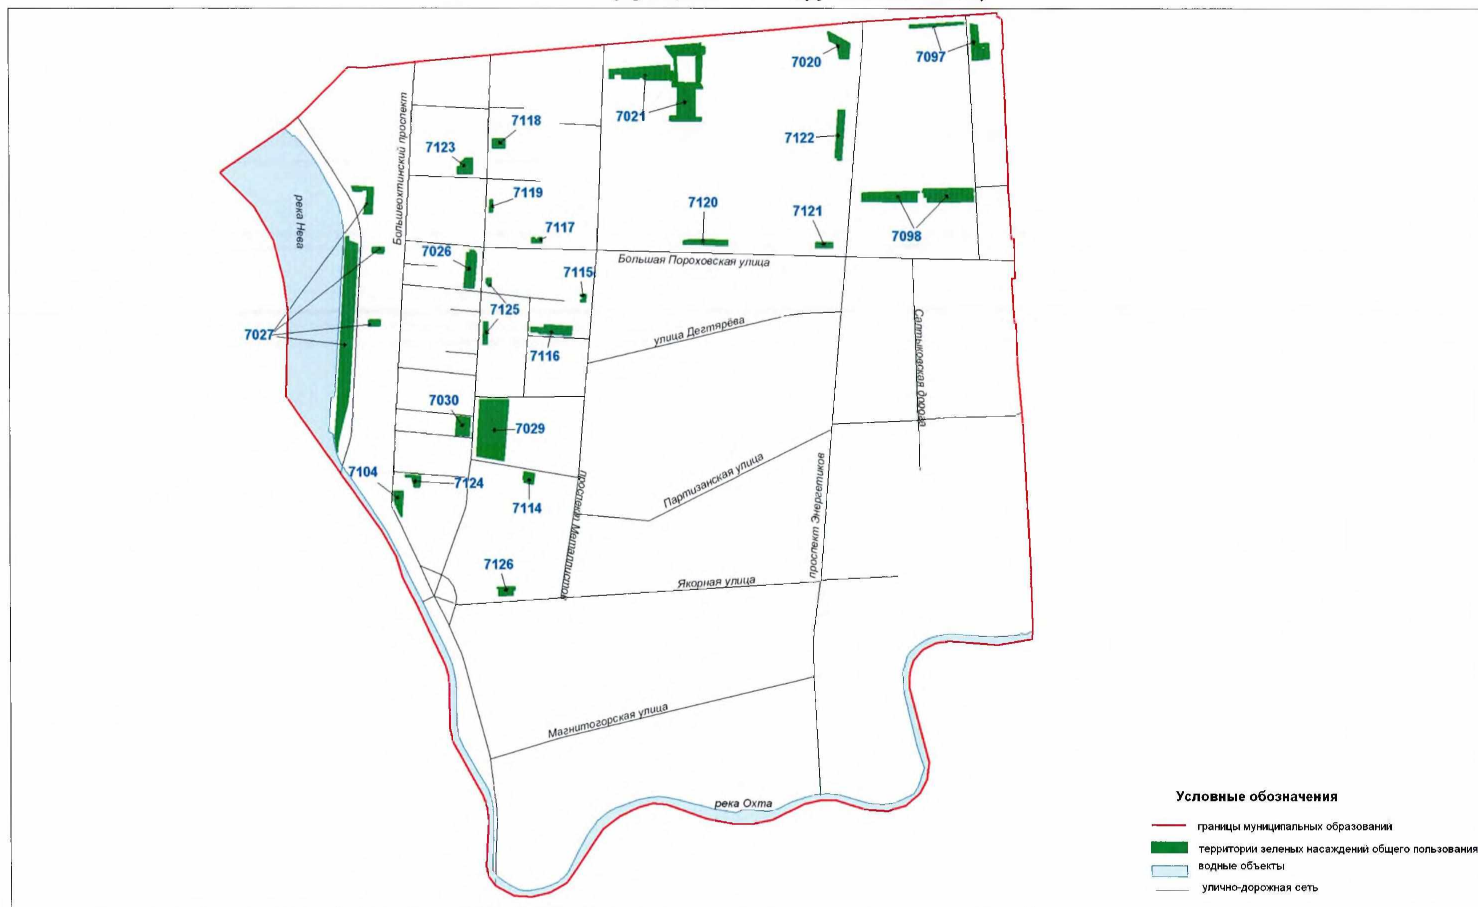 7020
7097
7021
7118
7122
7123
Большеохтинский проспект
7119
7120
7121
7117
7098
река Нева
7026
Большая Пороховская улица
7115
7125
7027
улица Дегтярёва
7116
Салтыковская дорога
7030
7029
7104
7124
7114
Партизанская улица
проспект Энергетиков
проспект Металлистов
7126
Якорная улица
Магнитогорская улица
река Охта
Условные обозначения
границы муниципальных образований
территории зеленых насаждений общего пользования
водные объекты
улично-дорожная сеть